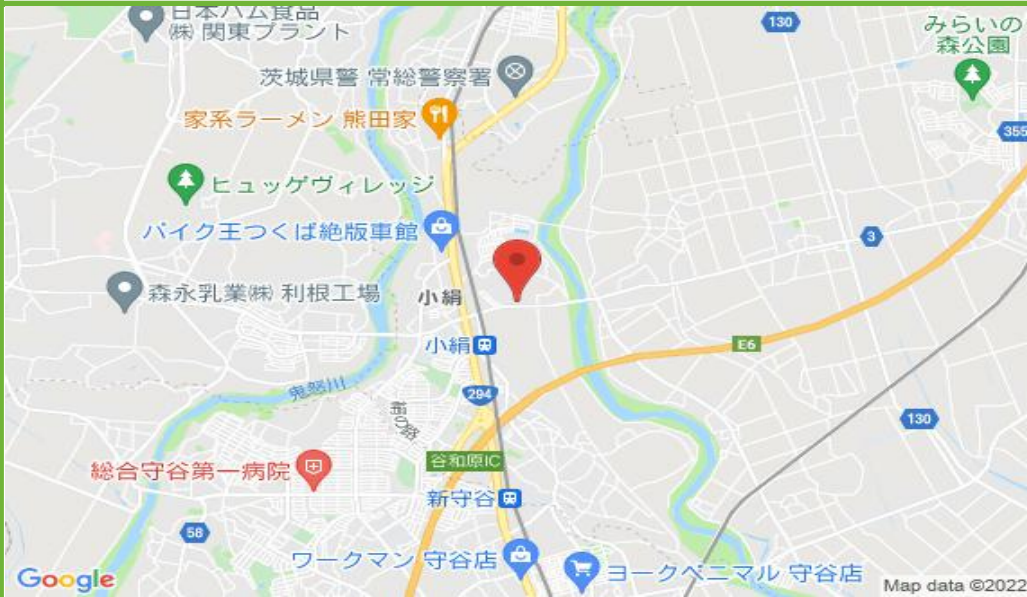 日本ハム食品
㈱ 関東プラント
130
みらいの
森公園
茨城県警 常総警察署
家系ラーメン 熊田家
355
ヒュッゲヴィレッジ
バイク王つくば絶版車館
3
森永乳業㈱ 利根工場
小絹
小絹
E6
鬼怒川
294
絹の路
130
谷和原IC
総合守谷第一病院
新守谷
58
ワークマン 守谷店
ヨークベニマル 守谷店
Google
Map data ©2022